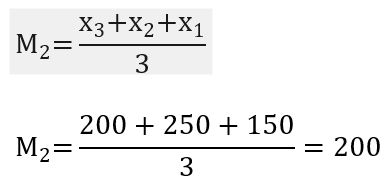 M₂= x₃+x₂+x₁ / 3
M₂= 200 + 250 + 150 / 3 = 200